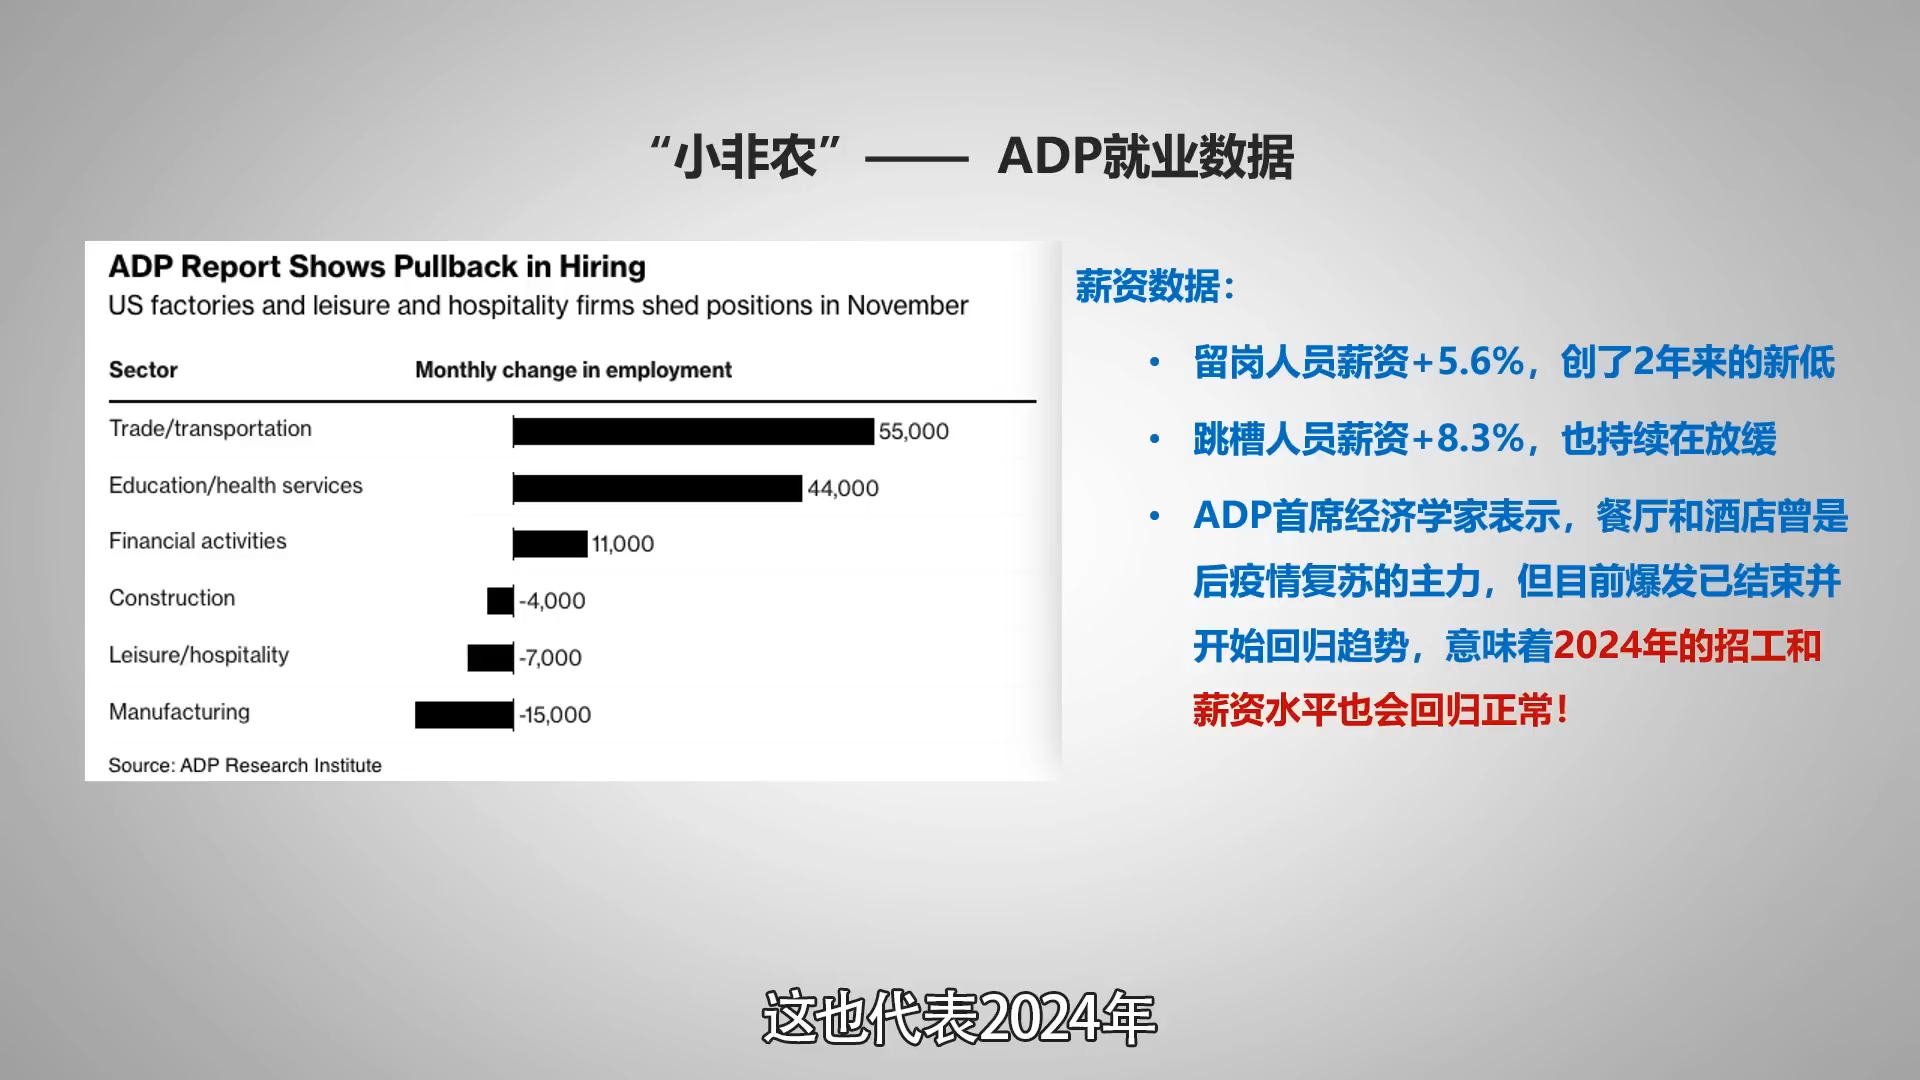 “小非农” —— ADP就业数据
ADP Report Shows Pullback in Hiring
US factories and leisure and hospitality firms shed positions in November
Sector Monthly change in employment
Trade/transportation 55,000
Education/health services 44,000
Financial activities 11,000
Construction -4,000
Leisure/hospitality -7,000
Manufacturing -15,000
Source: ADP Research Institute
薪资数据：
• 留岗人员薪资+5.6%，创了2年来的新低
• 跳槽人员薪资+8.3%，也持续在放缓
• ADP首席经济学家表示，餐厅和酒店曾是
后疫情复苏的主力，但目前爆发已结束并
开始回归趋势，意味着2024年的招工和
薪资水平也会回归正常！
这也代表2024年